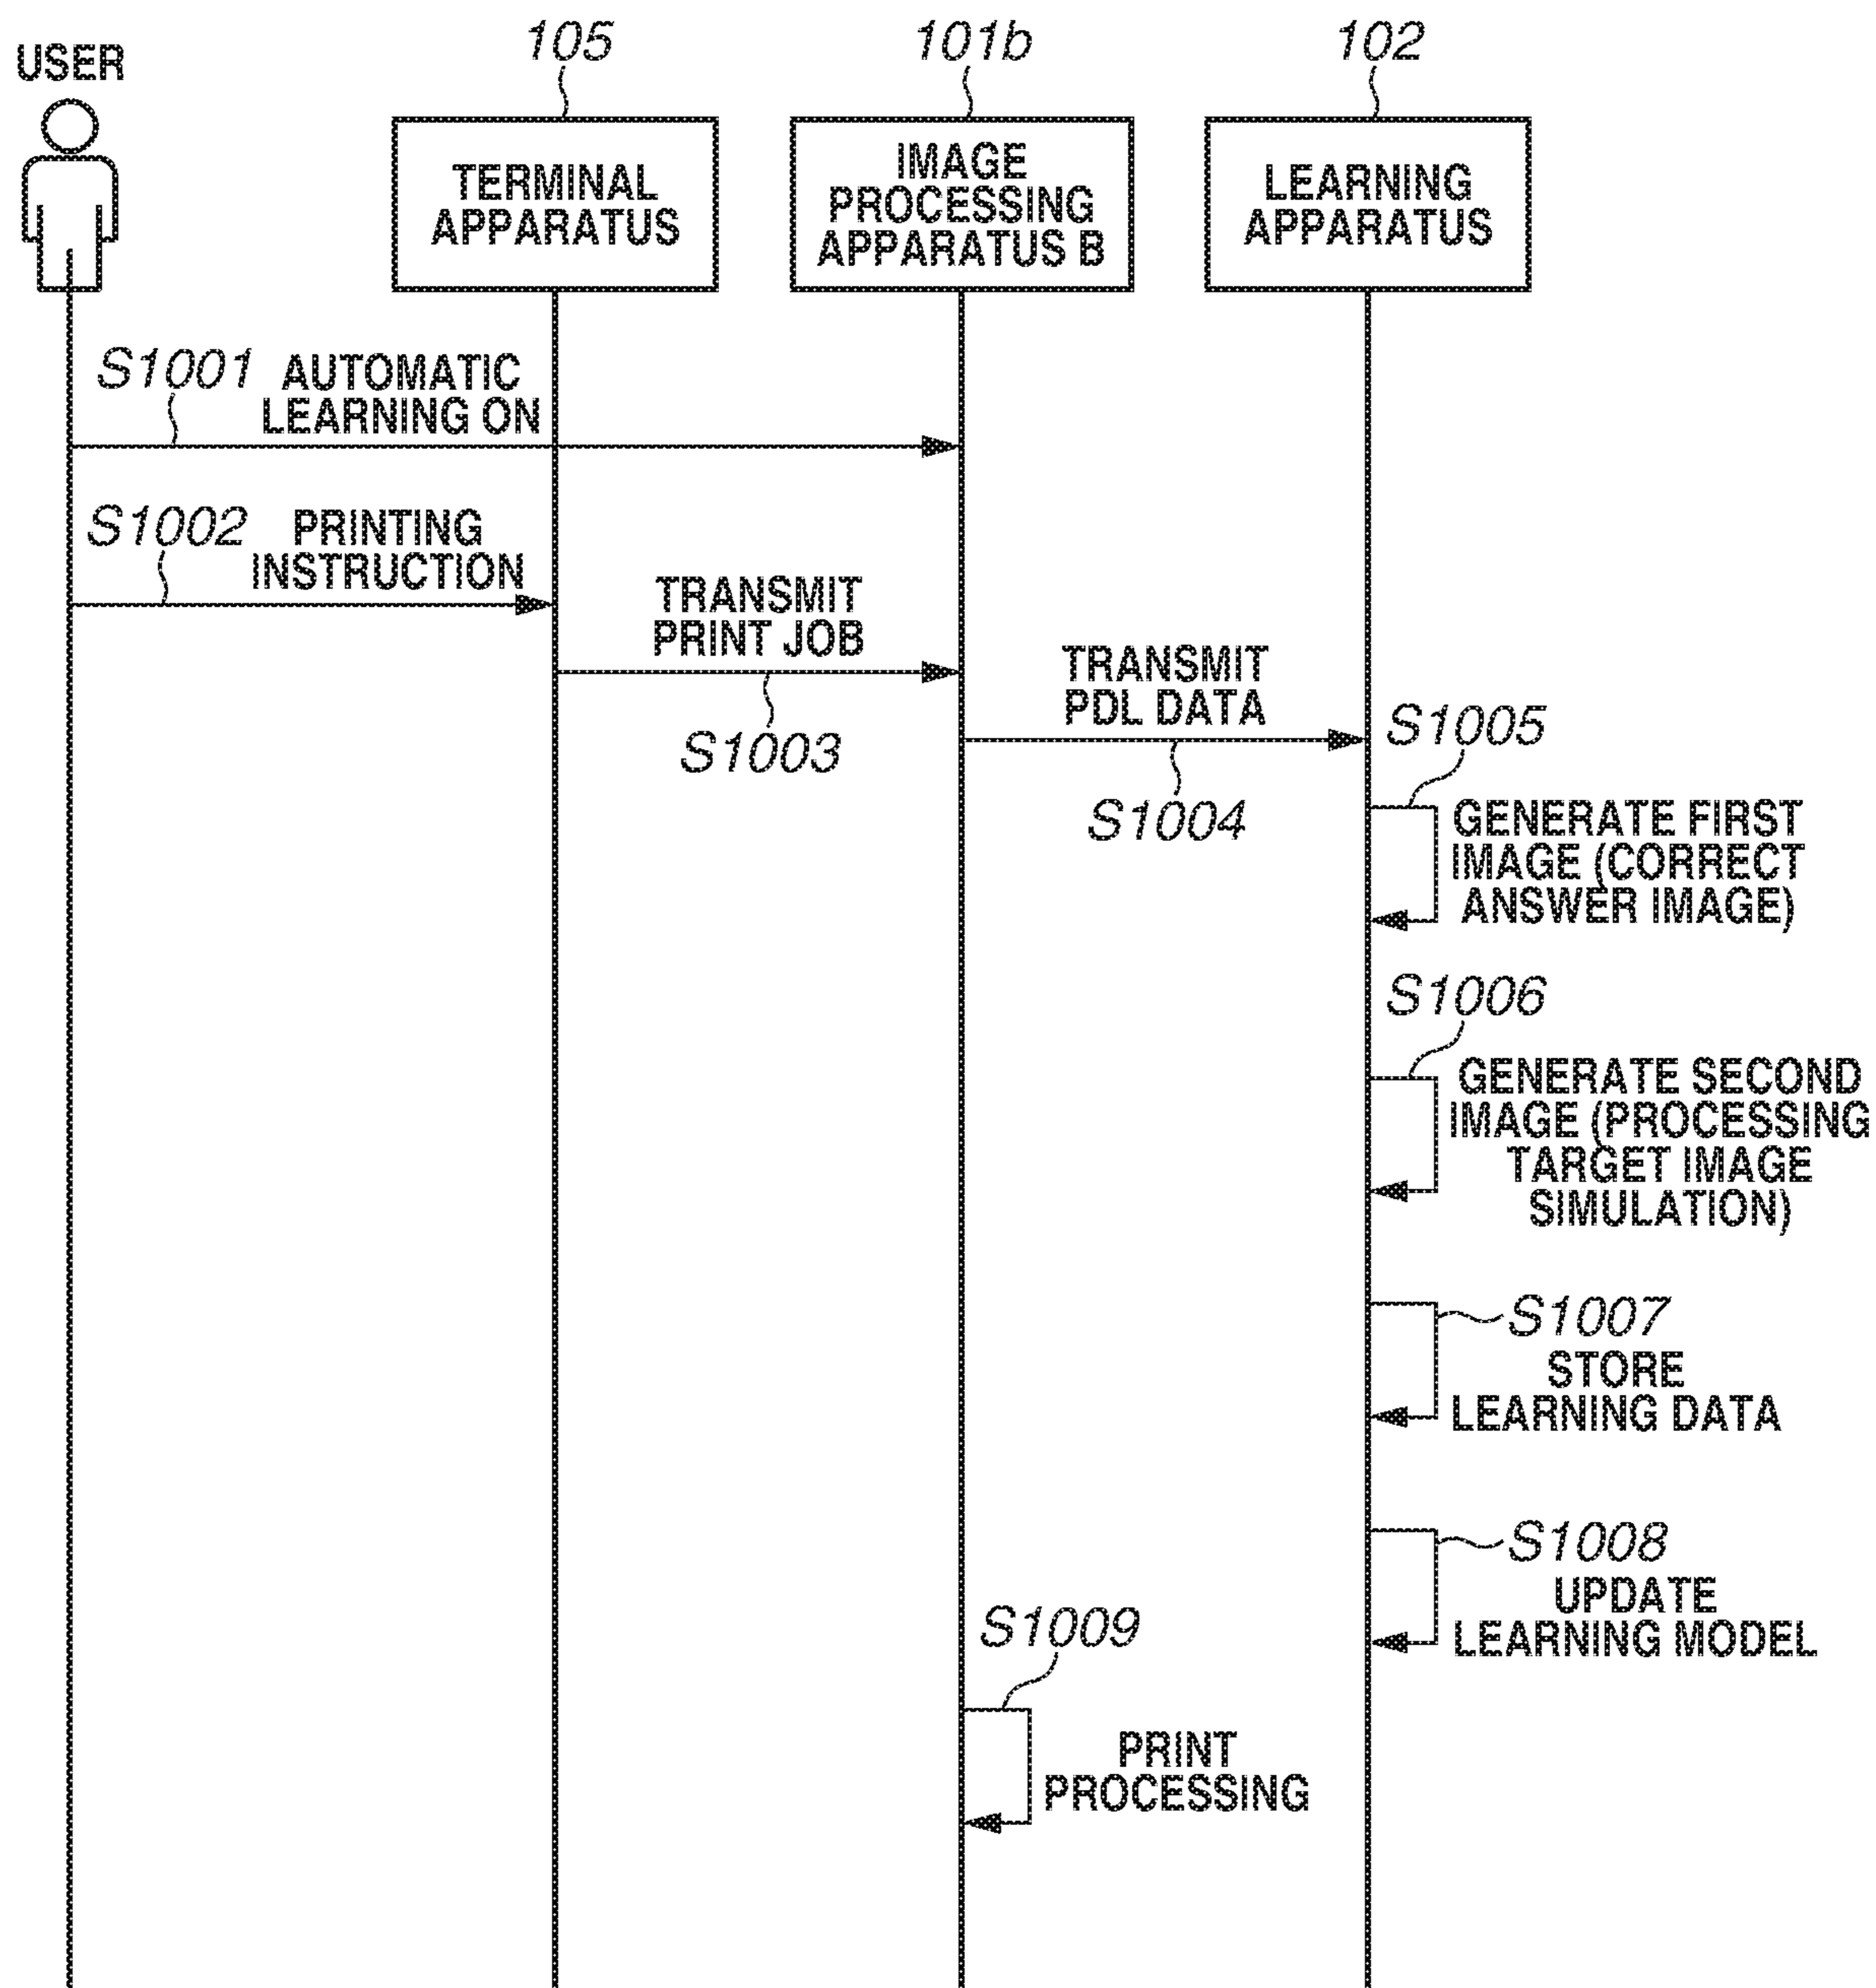 USER
105
101b
102
TERMINAL
APPARATUS
IMAGE
PROCESSING
APPARATUS B
LEARNING
APPARATUS
S1001
AUTOMATIC
LEARNING ON
S1002
PRINTING
INSTRUCTION
TRANSMIT
PRINT JOB
S1003
TRANSMIT
PDL DATA
S1004
S1005
GENERATE FIRST
IMAGE (CORRECT
ANSWER IMAGE)
S1006
GENERATE SECOND
IMAGE (PROCESSING
TARGET IMAGE
SIMULATION)
S1007
STORE
LEARNING DATA
S1008
UPDATE
LEARNING MODEL
S1009
PRINT
PROCESSING